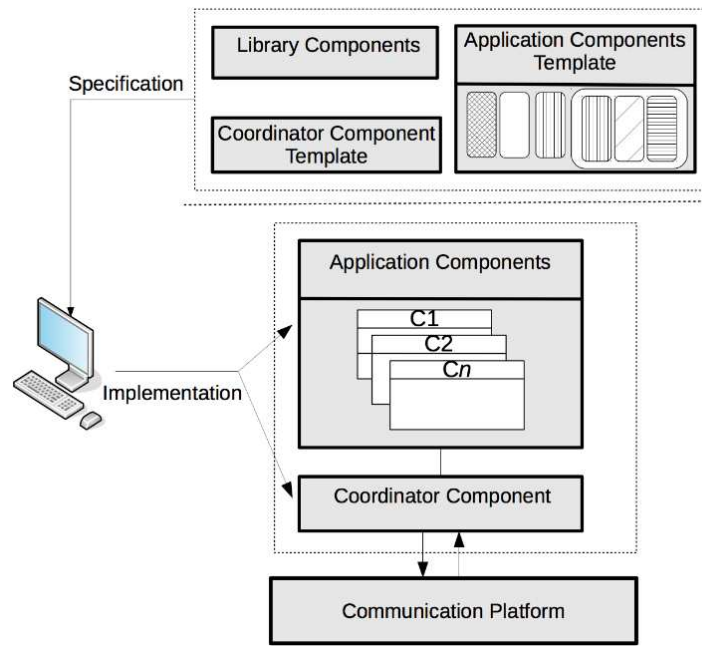 Library Components
Application Components
Template
Specification
Coordinator Component
Template
Application Components
C1
C2
Cn
Implementation
Coordinator Component
Communication Platform